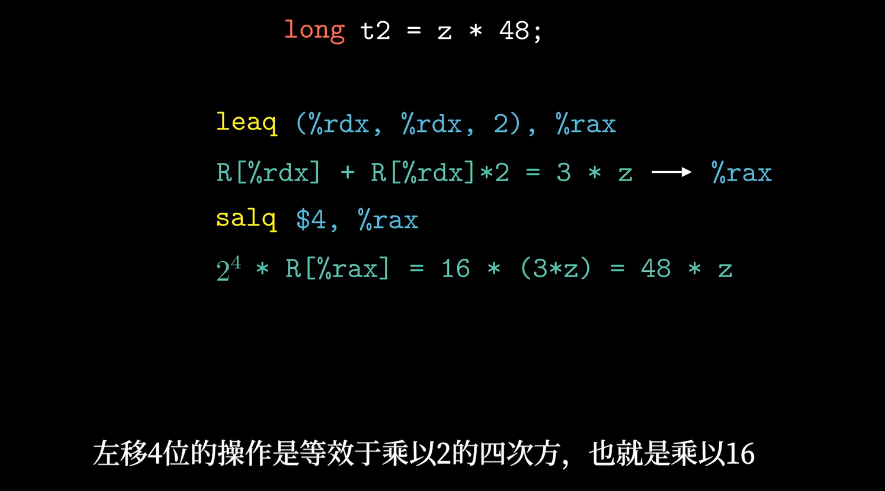 long t2 = z * 48;
leaq (%rdx, %rdx, 2), %rax
R[%rdx] + R[%rdx]*2 = 3 * z ⟶ %rax
salq $4, %rax
2⁴ * R[%rax] = 16 * (3*z) = 48 * z
左移4位的操作是等效于乘以2的四次方，也就是乘以16